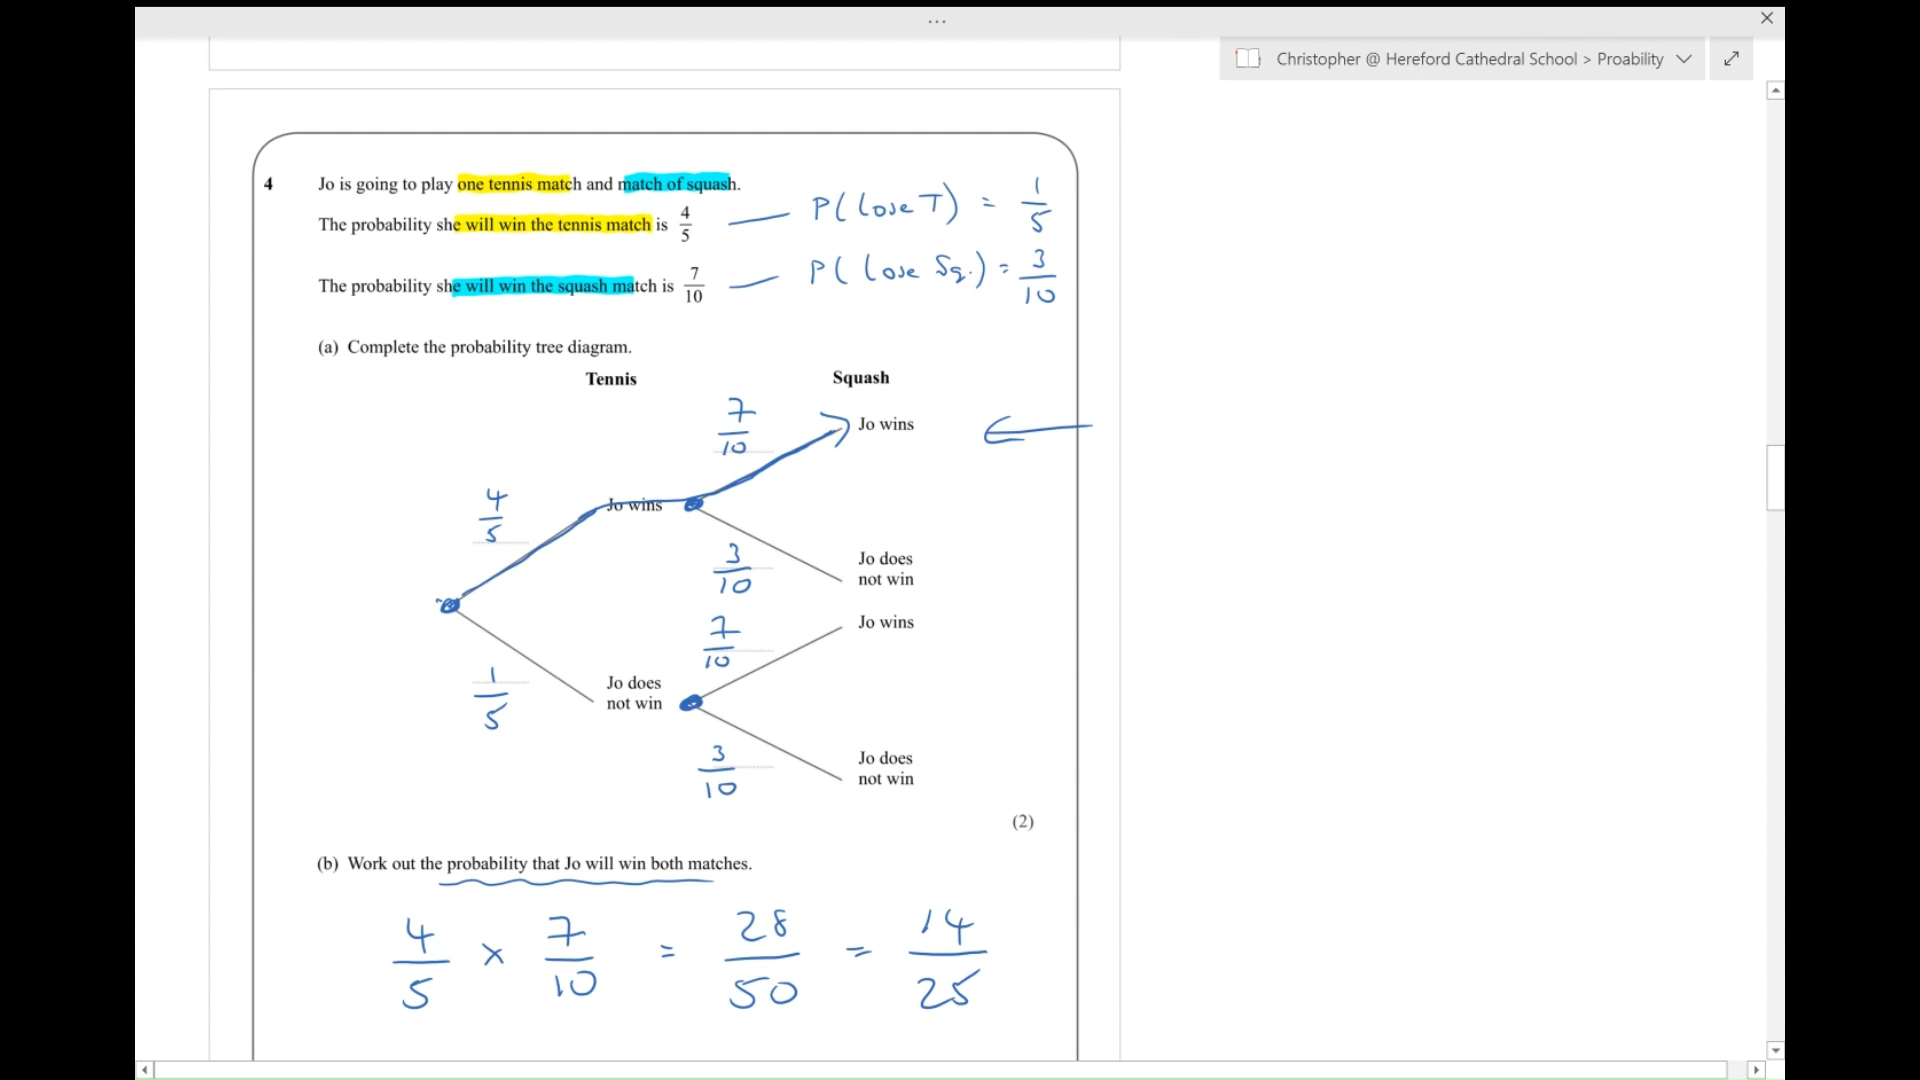 ...
Christopher @ Hereford Cathedral School > Proability
4 Jo is going to play one tennis match and match of squash.
The probability she will win the tennis match is 4/5 — P(Lose T) = 1/5
The probability she will win the squash match is 7/10 — P(Lose Sq.) = 3/10
(a) Complete the probability tree diagram.
Tennis Squash
7/10 Jo wins
4/5 Jo wins
3/10 Jo does
not win
7/10 Jo wins
1/5 Jo does
not win
3/10 Jo does
not win
(2)
(b) Work out the probability that Jo will win both matches.
4/5 × 7/10 = 28/50 = 14/25